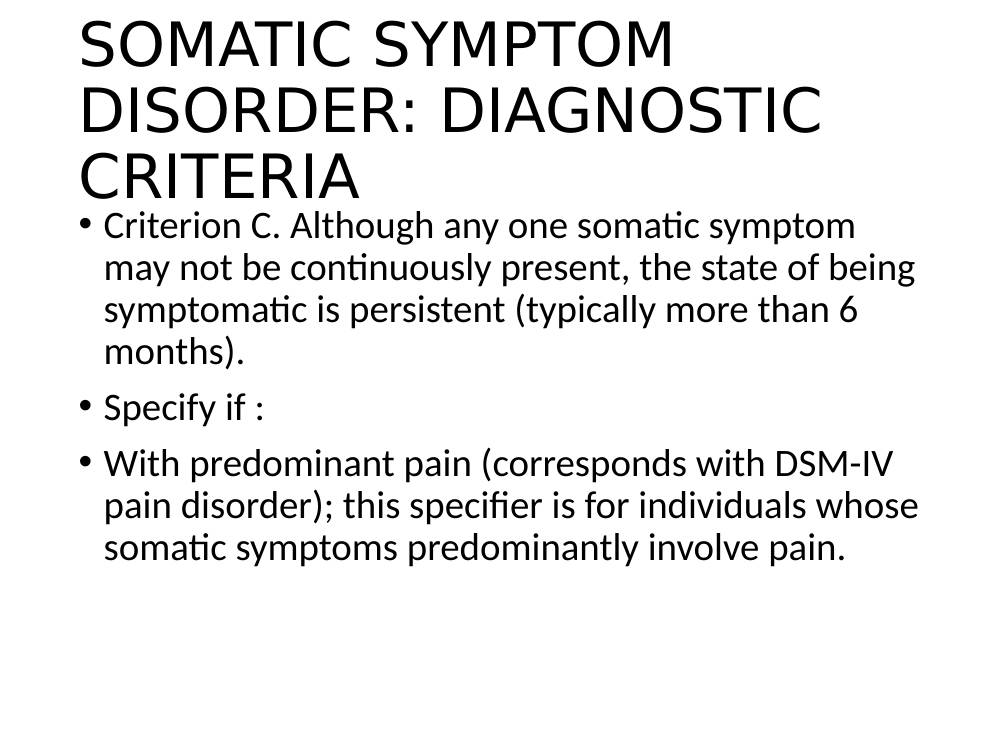 SOMATIC SYMPTOM
DISORDER: DIAGNOSTIC
CRITERIA
• Criterion C. Although any one somatic symptom
may not be continuously present, the state of being
symptomatic is persistent (typically more than 6
months).
• Specify if :
• With predominant pain (corresponds with DSM-IV
pain disorder); this specifier is for individuals whose
somatic symptoms predominantly involve pain.